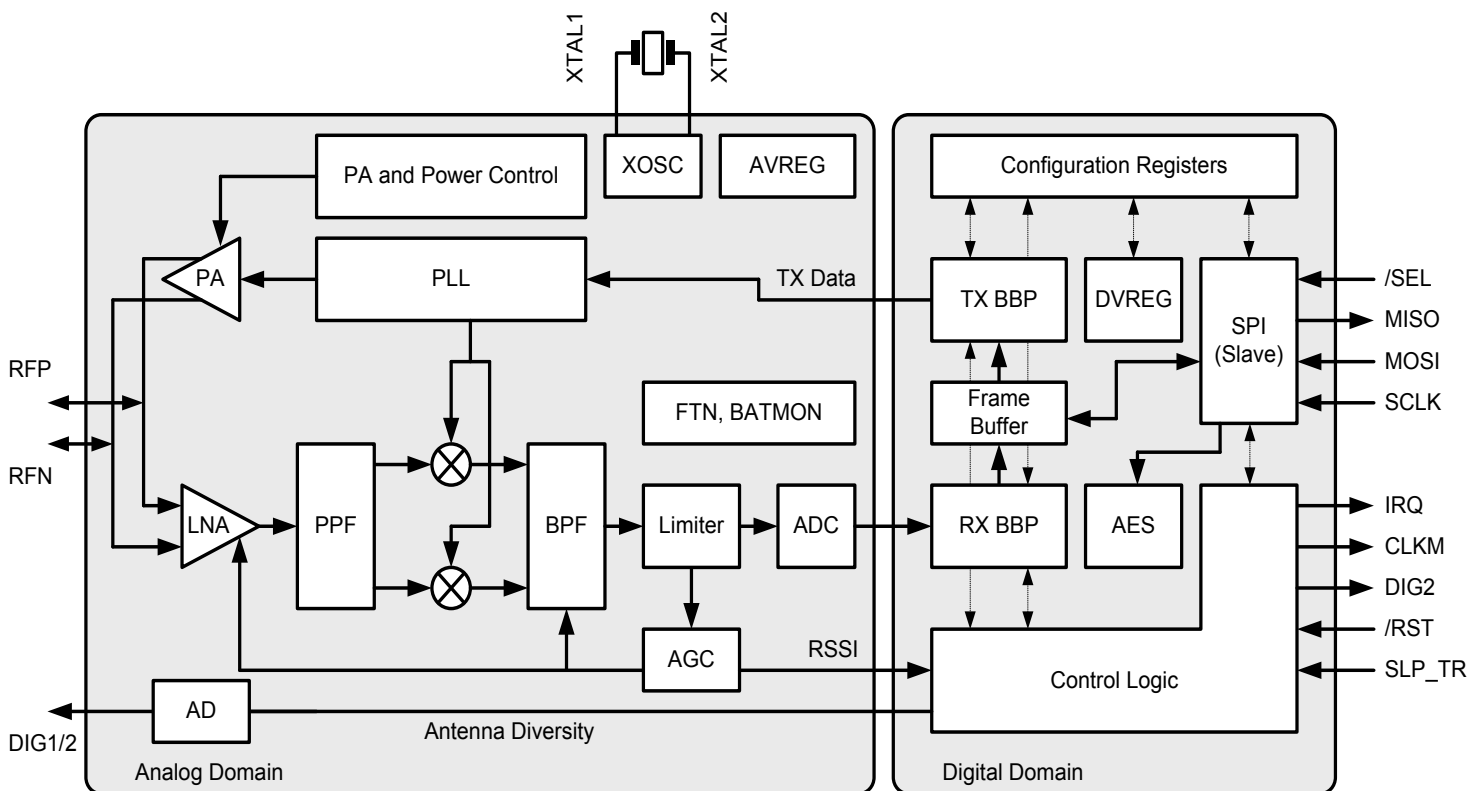 XTAL1
XTAL2
PA and Power Control
XOSC
AVREG
Configuration Registers
PA
PLL
TX Data
TX BBP
DVREG
SPI
(Slave)
/SEL
MISO
MOSI
SCLK
RFP
RFN
FTN, BATMON
Frame
Buffer
LNA
PPF
BPF
Limiter
ADC
RX BBP
AES
IRQ
CLKM
DIG2
/RST
SLP_TR
AGC
RSSI
Control Logic
AD
DIG1/2
Antenna Diversity
Analog Domain
Digital Domain